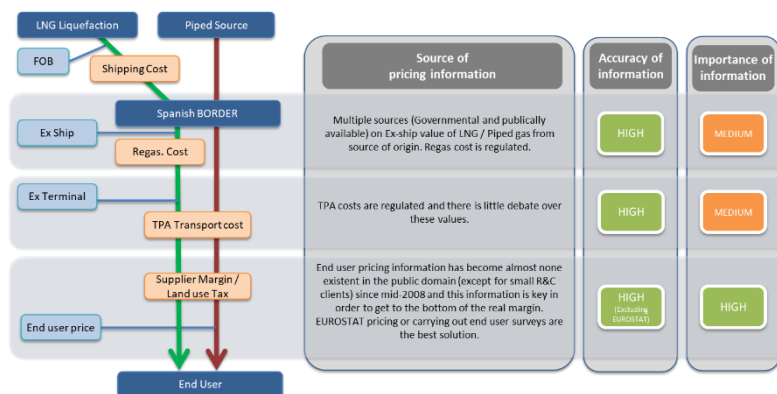 LNG Liquefaction
Piped Source
FOB
Shipping Cost
Source of
pricing information
Accuracy of
information
Importance of
information
Spanish BORDER
Ex Ship
Regas. Cost
Multiple sources (Governmental and publically
available) on Ex-ship value of LNG / Piped gas from
source of origin. Regas cost is regulated.
HIGH
MEDIUM
Ex Terminal
TPA Transport cost
TPA costs are regulated and there is little debate over
these values.
HIGH
MEDIUM
Supplier Margin /
Land use Tax
End user price
End user pricing information has become almost none
existent in the public domain (except for small R&C
clients) since mid-2008 and this information is key in
order to get to the bottom of the real margin.
EUROSTAT pricing or carrying out end user surveys are
the best solution.
HIGH
(Excluding
EUROSTAT)
HIGH
End User